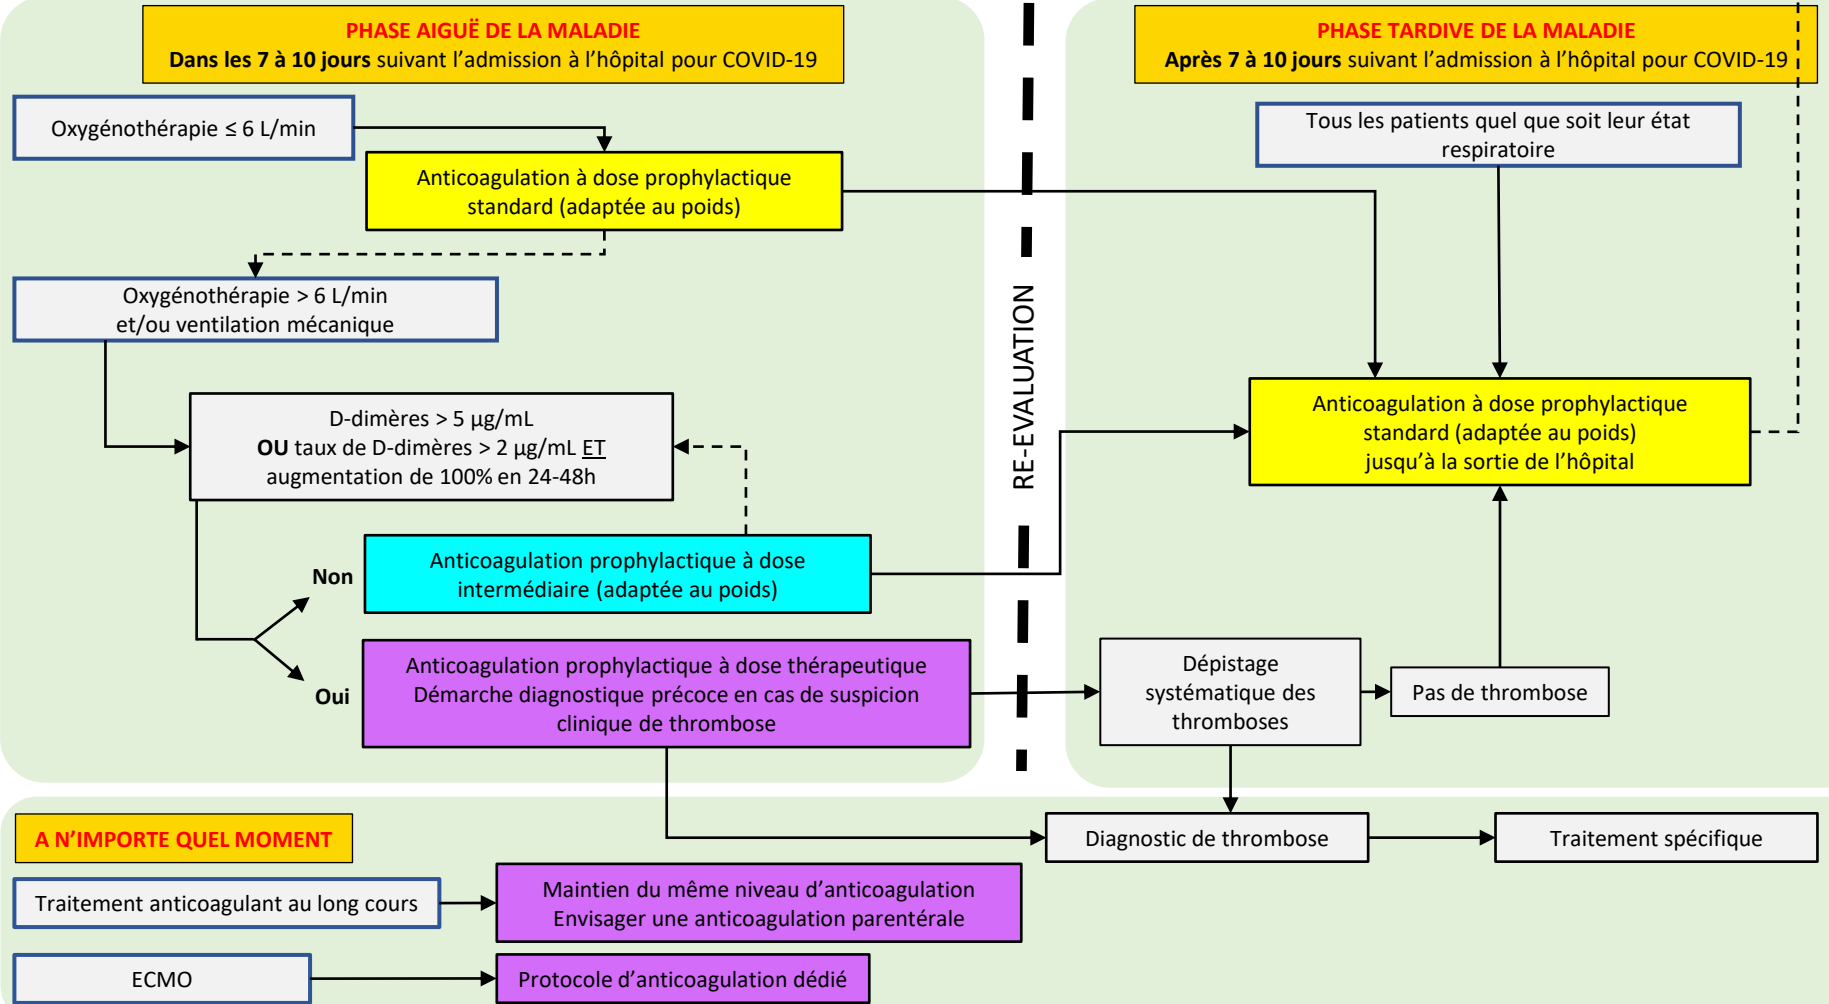 PHASE AIGUË DE LA MALADIE
Dans les 7 à 10 jours suivant l’admission à l’hôpital pour COVID-19
Oxygénothérapie ≤ 6 L/min
Anticoagulation à dose prophylactique
standard (adaptée au poids)
Oxygénothérapie > 6 L/min
et/ou ventilation mécanique
D-dimères > 5 µg/mL
OU taux de D-dimères > 2 µg/mL ET
augmentation de 100% en 24-48h
Non
Anticoagulation prophylactique à dose
intermédiaire (adaptée au poids)
Oui
Anticoagulation prophylactique à dose thérapeutique
Démarche diagnostique précoce en cas de suspicion
clinique de thrombose
RE-EVALUATION
PHASE TARDIVE DE LA MALADIE
Après 7 à 10 jours suivant l’admission à l’hôpital pour COVID-19
Tous les patients quel que soit leur état
respiratoire
Anticoagulation à dose prophylactique
standard (adaptée au poids)
jusqu’à la sortie de l’hôpital
Dépistage
systématique des
thromboses
Pas de thrombose
A N’IMPORTE QUEL MOMENT
Diagnostic de thrombose
Traitement spécifique
Traitement anticoagulant au long cours
Maintien du même niveau d’anticoagulation
Envisager une anticoagulation parentérale
ECMO
Protocole d’anticoagulation dédié